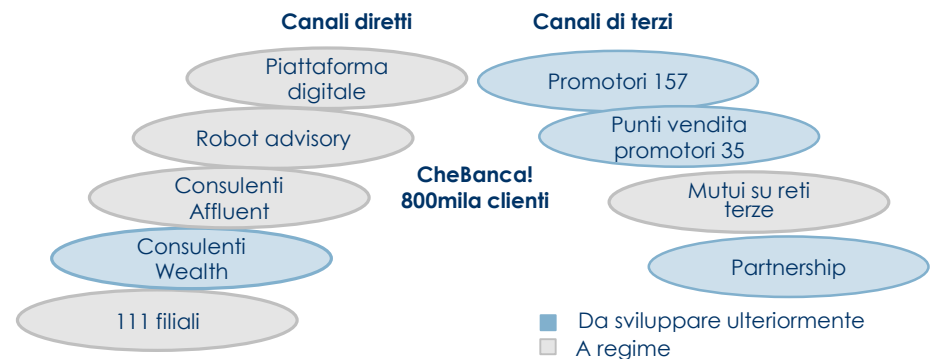 Canali diretti
Piattaforma
digitale
Robot advisory
Consulenti
Affluent
Consulenti
Wealth
111 filiali
CheBanca!
800mila clienti
Canali di terzi
Promotori 157
Punti vendita
promotori 35
Mutui su reti
terze
Partnership
Da sviluppare ulteriormente
A regime